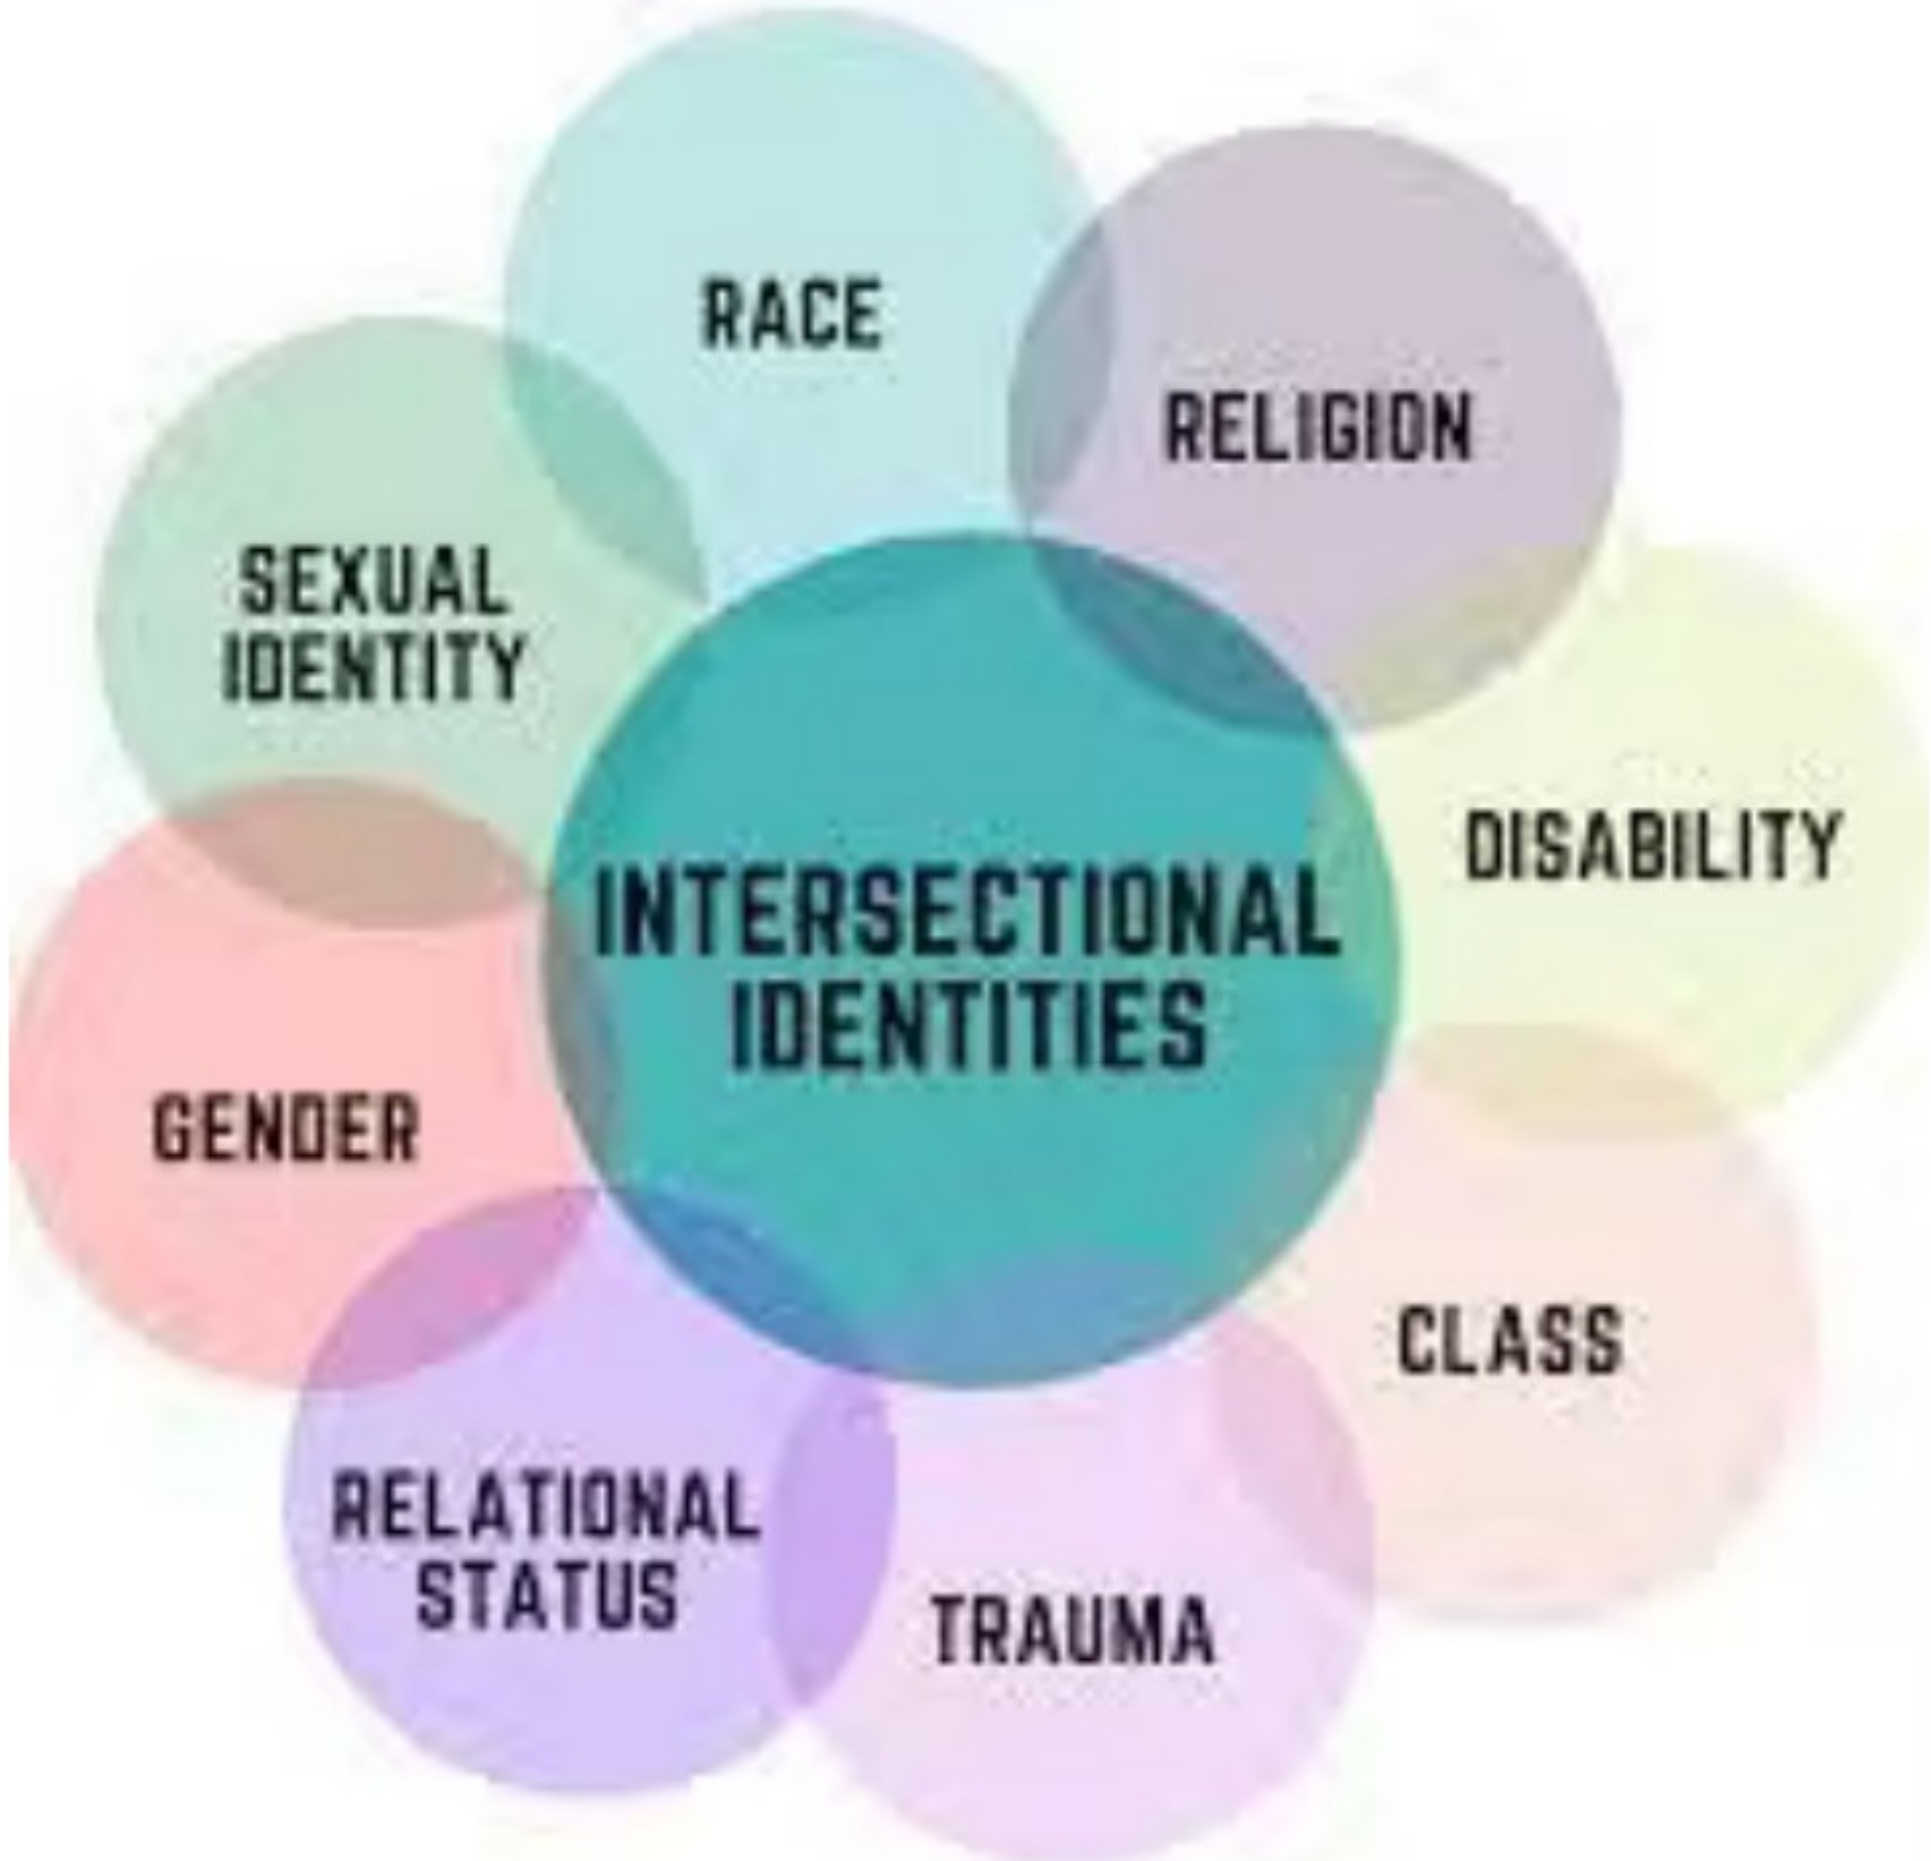 RACE
RELIGION
SEXUAL
IDENTITY
DISABILITY
INTERSECTIONAL
IDENTITIES
GENDER
CLASS
RELATIONAL
STATUS
TRAUMA